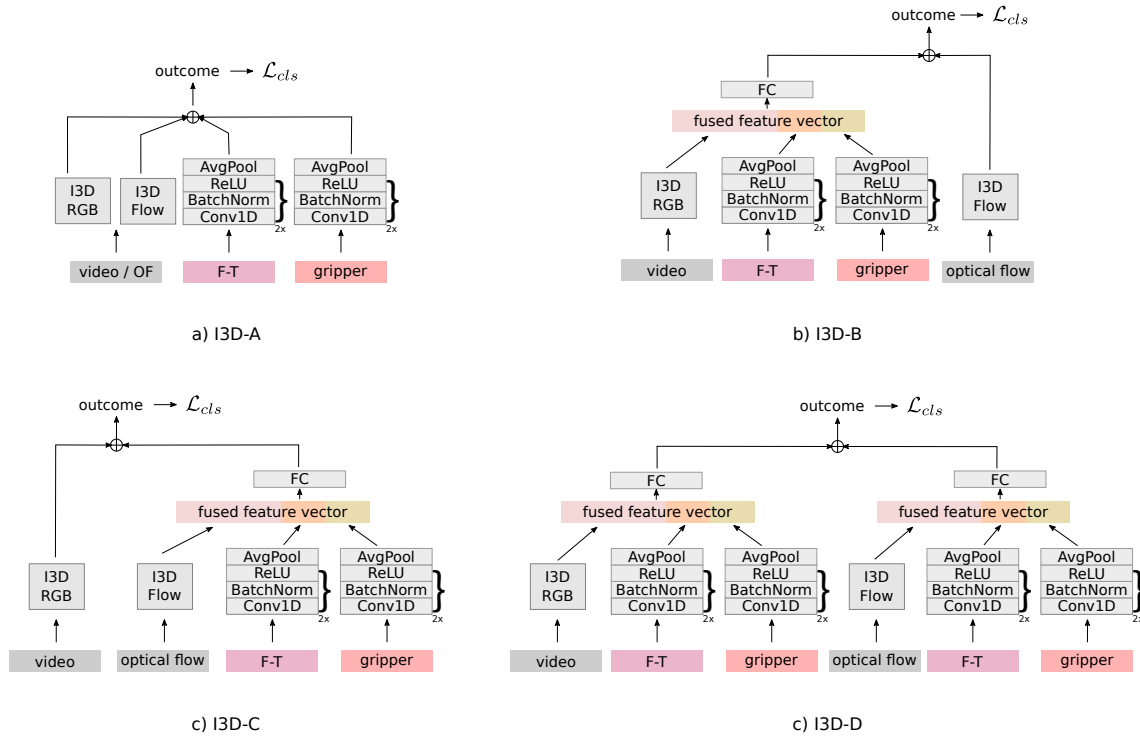 outcome
ℒcls
I3D
RGB
I3D
Flow
AvgPool
ReLU
BatchNorm
Conv1D
2x
AvgPool
ReLU
BatchNorm
Conv1D
2x
video / OF
F-T
gripper
a) I3D-A
outcome
ℒcls
FC
fused feature vector
I3D
RGB
AvgPool
ReLU
BatchNorm
Conv1D
2x
AvgPool
ReLU
BatchNorm
Conv1D
2x
I3D
Flow
video
F-T
gripper
optical flow
b) I3D-B
outcome
ℒcls
FC
fused feature vector
I3D
RGB
I3D
Flow
AvgPool
ReLU
BatchNorm
Conv1D
2x
AvgPool
ReLU
BatchNorm
Conv1D
2x
video
optical flow
F-T
gripper
c) I3D-C
outcome
ℒcls
FC
fused feature vector
FC
fused feature vector
I3D
RGB
AvgPool
ReLU
BatchNorm
Conv1D
2x
AvgPool
ReLU
BatchNorm
Conv1D
2x
I3D
Flow
AvgPool
ReLU
BatchNorm
Conv1D
2x
AvgPool
ReLU
BatchNorm
Conv1D
2x
video
F-T
gripper
optical flow
F-T
gripper
c) I3D-D